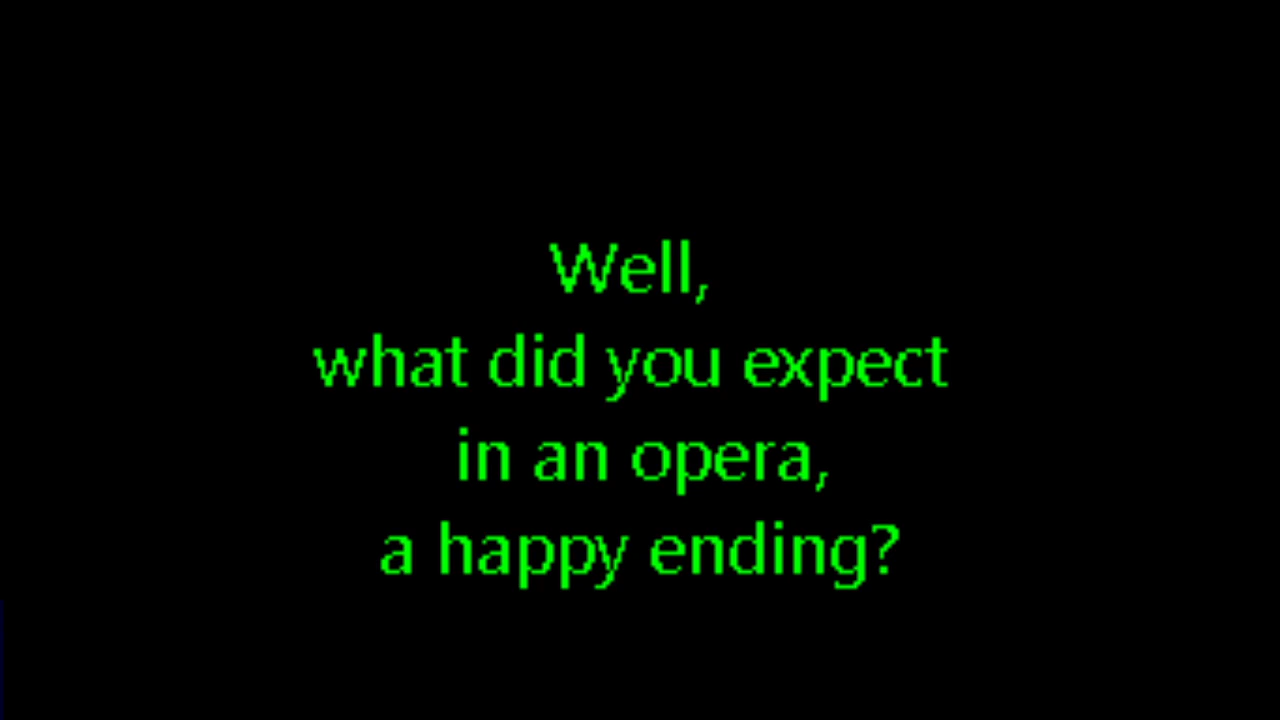 Well,
what did you expect
in an opera,
a happy ending?